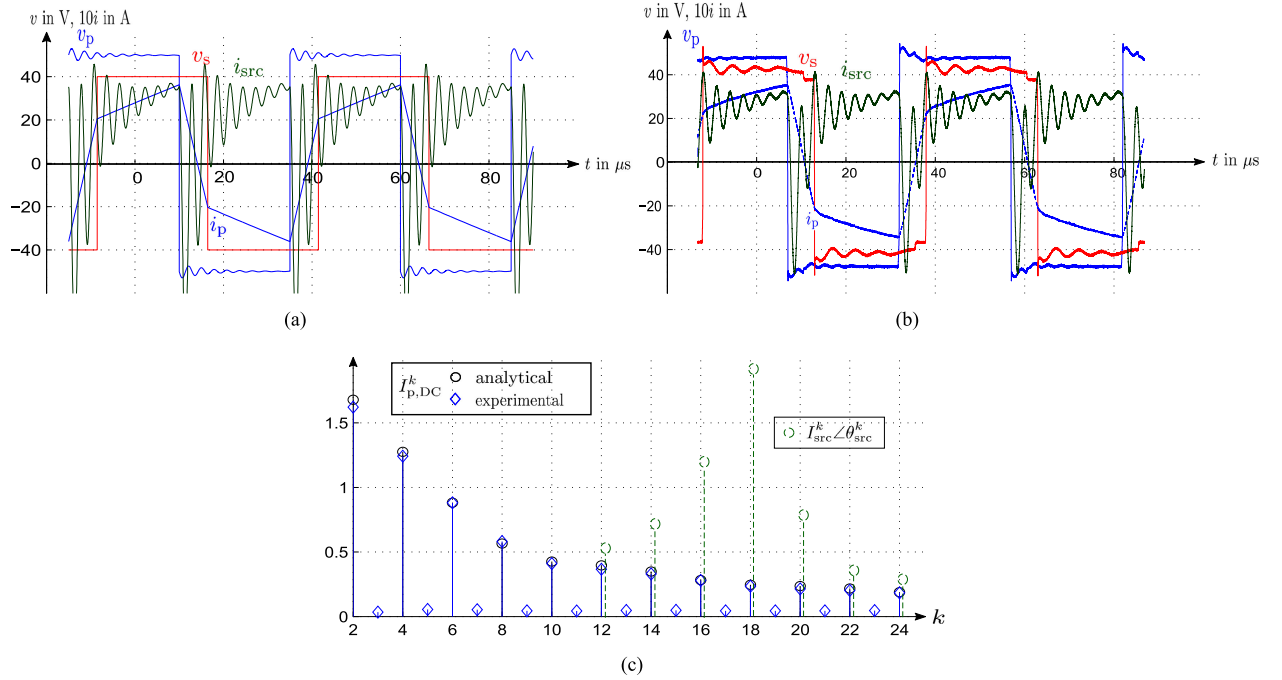 v in V, 10i in A
v_p
v_s
i_src
40
20
0
-20
-40
0
20
40
60
80
t in μs
i_p
(a)
v in V, 10i in A
v_p
v_s
i_src
40
20
0
-20
-40
0
20
40
60
80
t in μs
i_p
(b)
I^k_p,DC
analytical
experimental
I^k_src∠θ^k_src
1.5
1
0.5
0
2 4 6 8 10 12 14 16 18 20 22 24 k
(c)